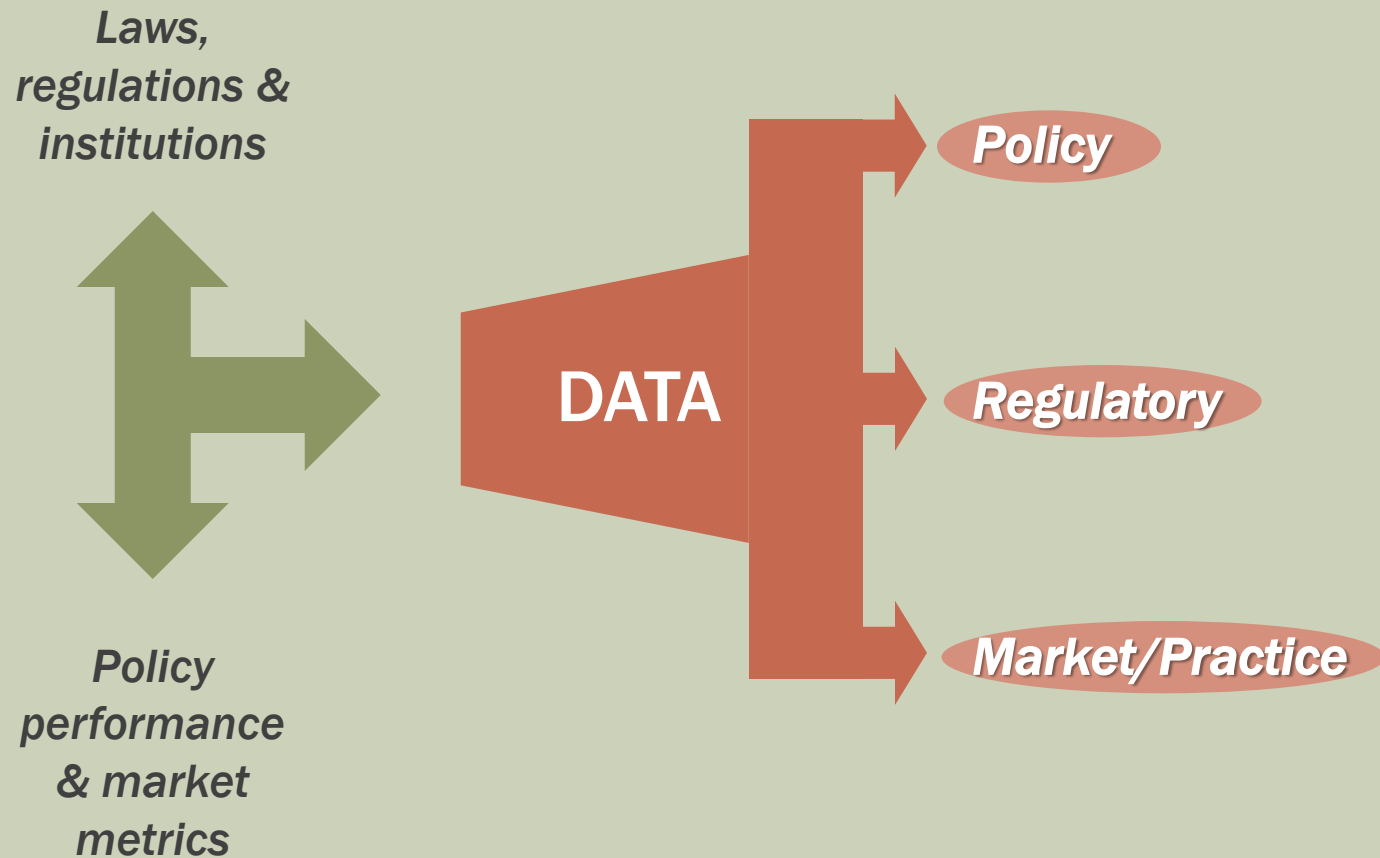 Laws,
regulations &
institutions
Policy
performance
& market
metrics
DATA
Policy
Regulatory
Market/Practice